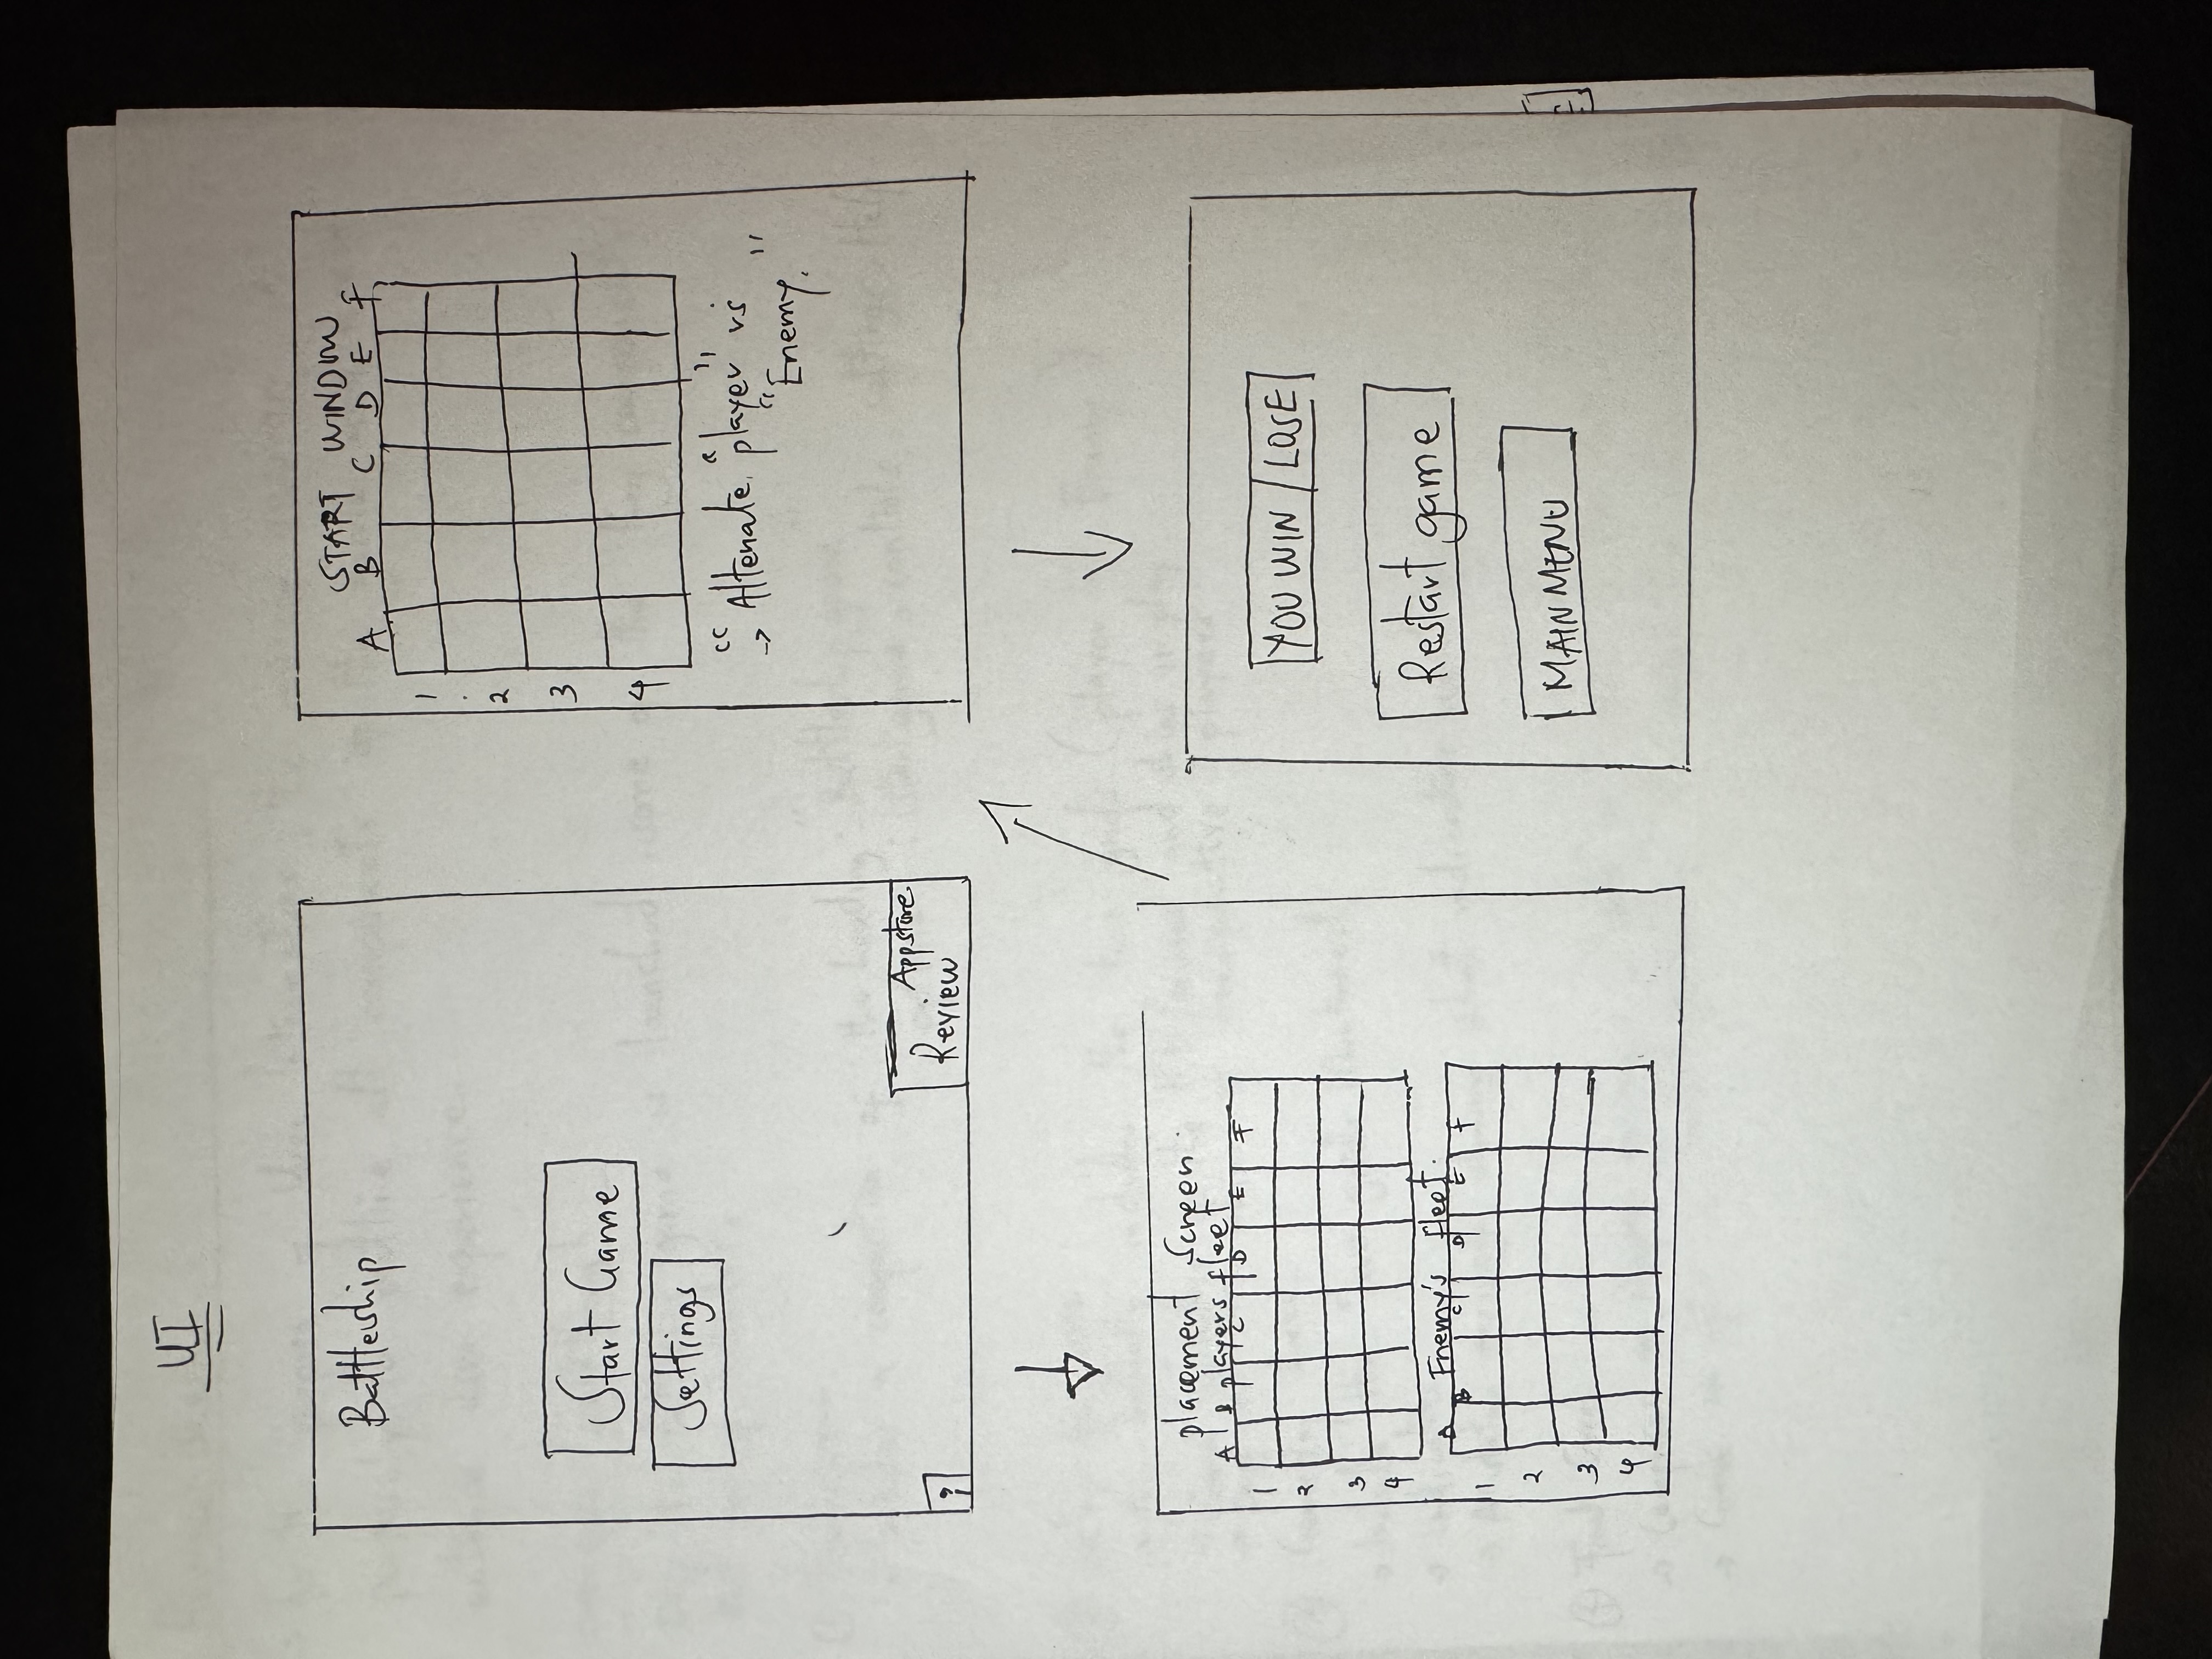 UI
Battleship
Start Game
Settings
?
Appstore
Review
placement Screen.
players fleet
A B C D E F
1
2
3
4
Enemy's fleet.
A B C D E F
1
2
3
4
START WINDOW
A B C D E F
1
2
3
4
"
→ Altenate "player" vs
"Enemy."
YOU WIN / LOSE
Restart game
MAIN MENU